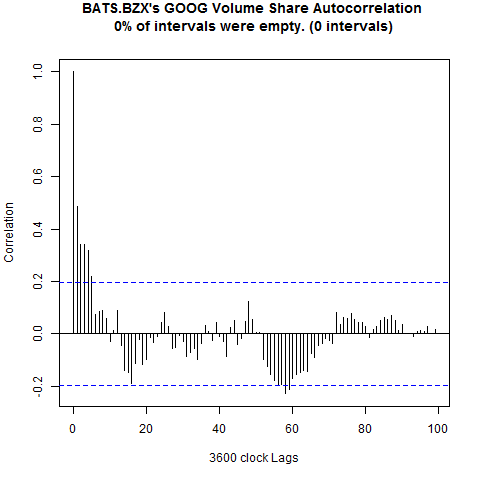 BATS.BZX's GOOG Volume Share Autocorrelation
0% of intervals were empty. (0 intervals)
Correlation
1.0
0.8
0.6
0.4
0.2
0.0
-0.2
0 20 40 60 80 100
3600 clock Lags